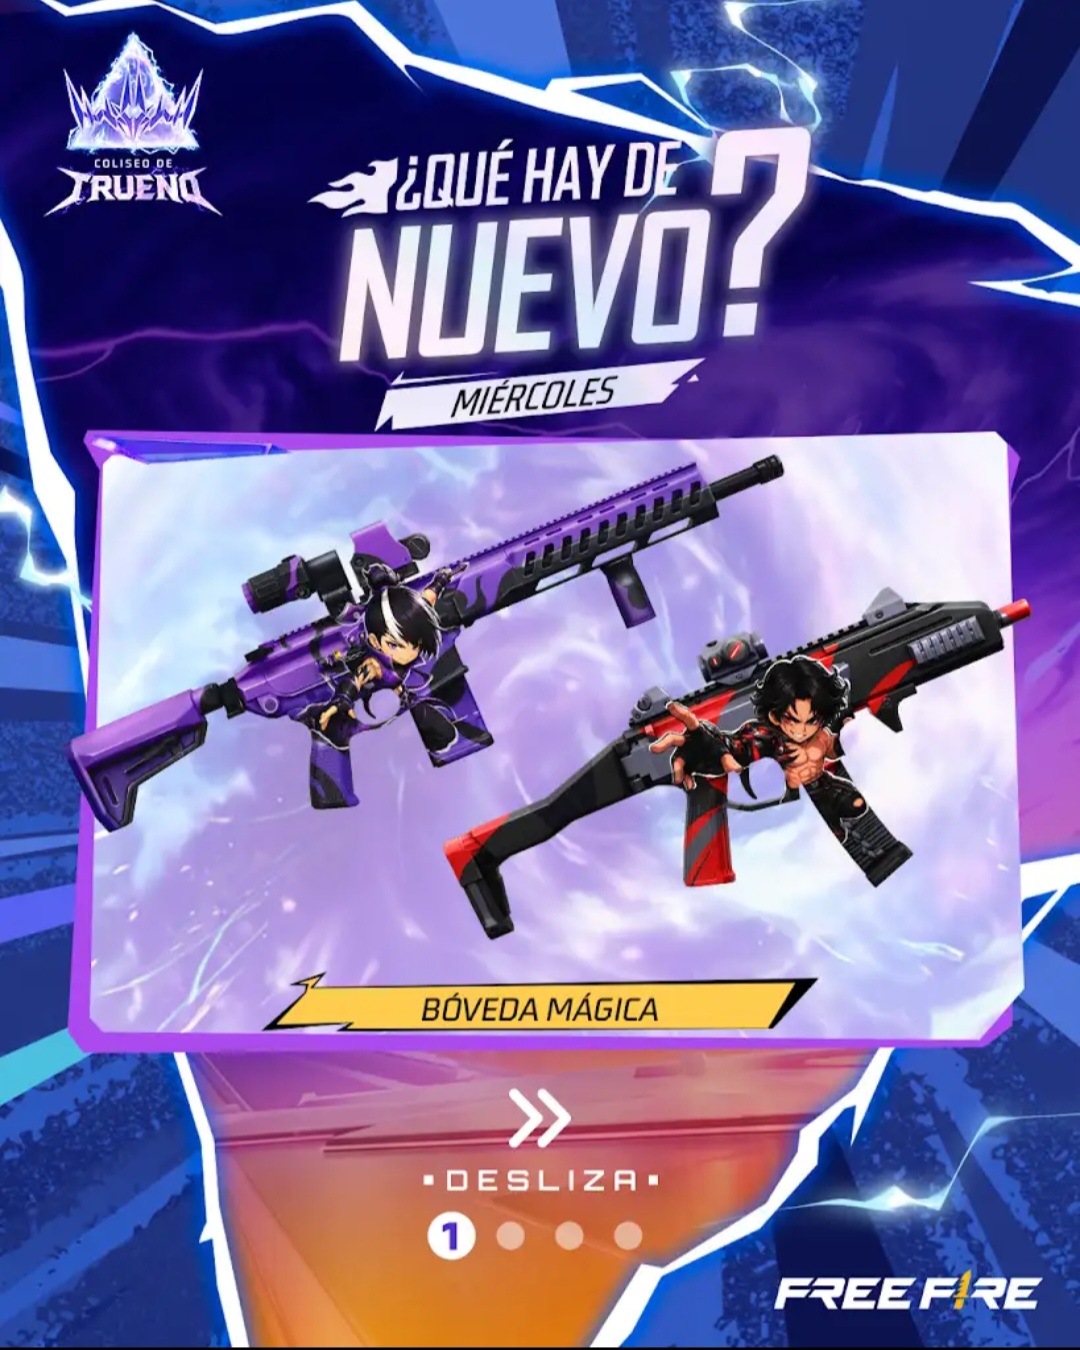 COLISEO DE
TRUENO
¿QUÉ HAY DE
NUEVO?
MIÉRCOLES
BÓVEDA MÁGICA
DESLIZA
1
FREE FIRE